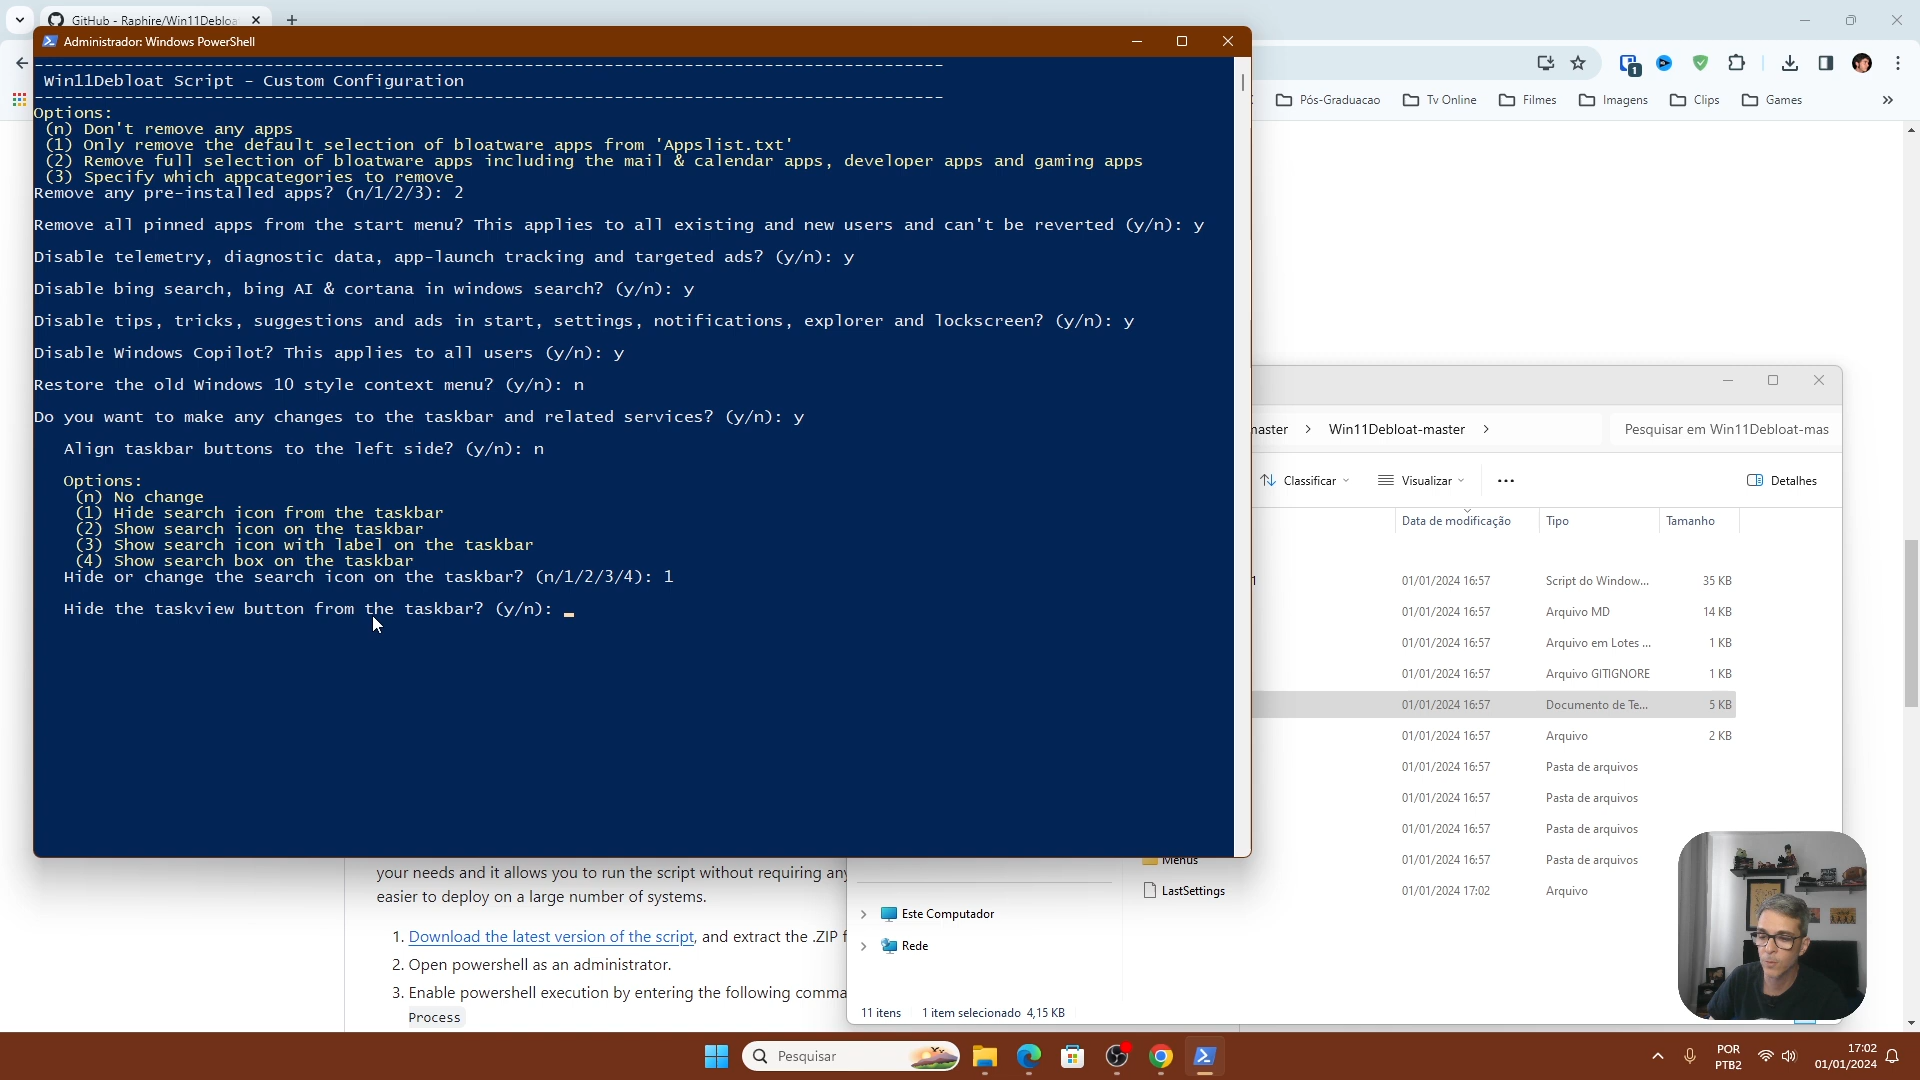 GitHub - Raphire/Win11Debloa
Administrador: Windows PowerShell
Win11Debloat Script - Custom Configuration
Options:
(n) Don't remove any apps
(1) Only remove the default selection of bloatware apps from 'Appslist.txt'
(2) Remove full selection of bloatware apps including the mail & calendar apps, developer apps and gaming apps
(3) Specify which appcategories to remove
Remove any pre-installed apps? (n/1/2/3): 2
Remove all pinned apps from the start menu? This applies to all existing and new users and can't be reverted (y/n): y
Disable telemetry, diagnostic data, app-launch tracking and targeted ads? (y/n): y
Disable bing search, bing AI & cortana in windows search? (y/n): y
Disable tips, tricks, suggestions and ads in start, settings, notifications, explorer and lockscreen? (y/n): y
Disable Windows Copilot? This applies to all users (y/n): y
Restore the old Windows 10 style context menu? (y/n): n
Do you want to make any changes to the taskbar and related services? (y/n): y
Align taskbar buttons to the left side? (y/n): n
Options:
(n) No change
(1) Hide search icon from the taskbar
(2) Show search icon on the taskbar
(3) Show search icon with label on the taskbar
(4) Show search box on the taskbar
Hide or change the search icon on the taskbar? (n/1/2/3/4): 1
Hide the taskview button from the taskbar? (y/n): _
1
Pós-Graduacao Tv Online Filmes Imagens Clips Games »
naster > Win11Debloat-master > Pesquisar em Win11Debloat-mas
Classificar Visualizar ... Detalhes
Data de modificação Tipo Tamanho
1 01/01/2024 16:57 Script do Window... 35 KB
01/01/2024 16:57 Arquivo MD 14 KB
01/01/2024 16:57 Arquivo em Lotes ... 1 KB
01/01/2024 16:57 Arquivo GITIGNORE 1 KB
01/01/2024 16:57 Documento de Te... 5 KB
01/01/2024 16:57 Arquivo 2 KB
01/01/2024 16:57 Pasta de arquivos
01/01/2024 16:57 Pasta de arquivos
01/01/2024 16:57 Pasta de arquivos
Menus 01/01/2024 16:57 Pasta de arquivos
LastSettings 01/01/2024 17:02 Arquivo
Este Computador
Rede
11 itens 1 item selecionado 4,15 KB
your needs and it allows you to run the script without requiring any
easier to deploy on a large number of systems.
1. Download the latest version of the script, and extract the .ZIP f
2. Open powershell as an administrator.
3. Enable powershell execution by entering the following comma
Process
Pesquisar
POR
PTB2
17:02
01/01/2024